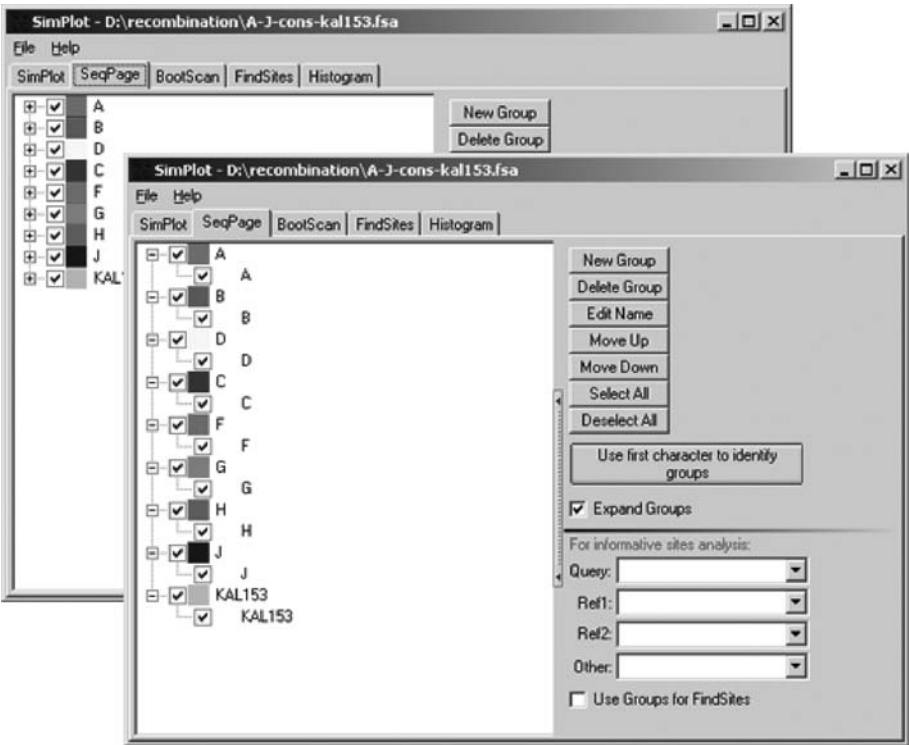 SimPlot - D:\recombination\A-J-cons-kal153.fsa
File Help
SimPlot SeqPage BootScan FindSites Histogram
A
B
D
C
F
G
H
J
KAL1
New Group
Delete Group
SimPlot - D:\recombination\A-J-cons-kal153.fsa
File Help
SimPlot SeqPage BootScan FindSites Histogram
A
A
B
B
D
D
C
C
F
F
G
G
H
H
J
J
KAL153
KAL153
New Group
Delete Group
Edit Name
Move Up
Move Down
Select All
Deselect All
Use first character to identify
groups
Expand Groups
For informative sites analysis:
Query:
Ref1:
Ref2:
Other:
Use Groups for FindSites